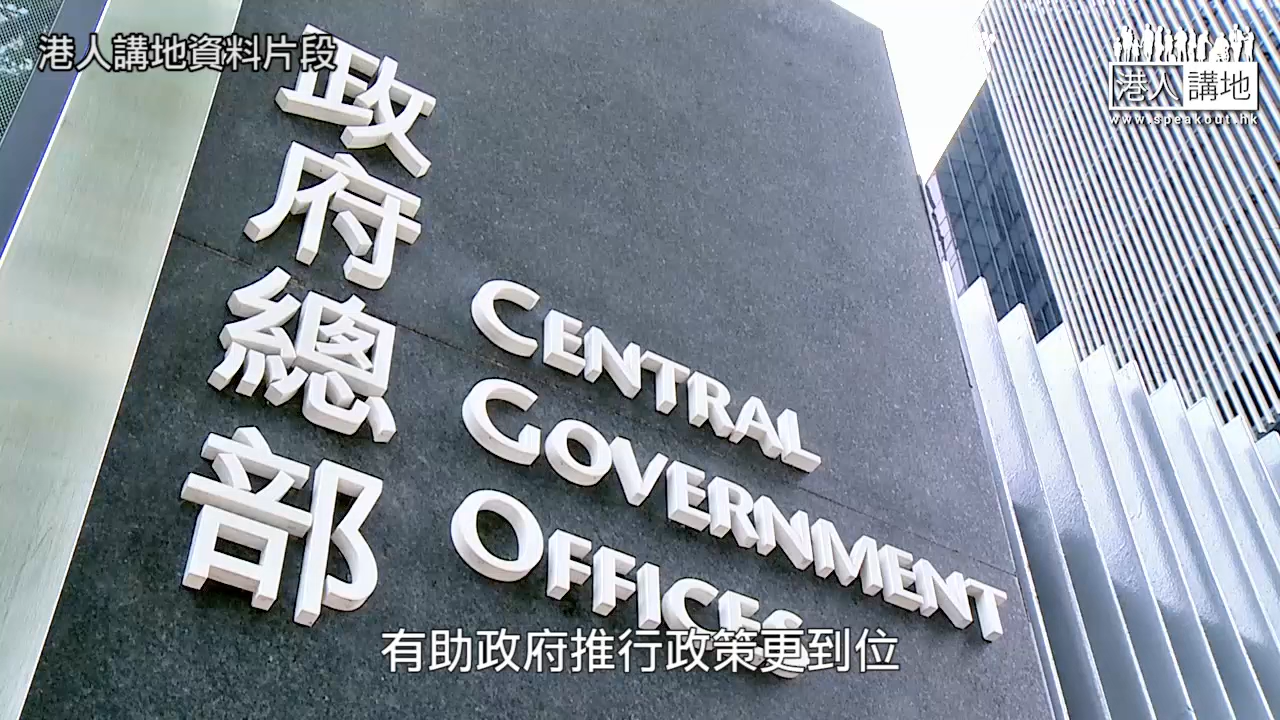 港人講地資料片段
港人講地
www.speakout.hk
政府總部
CENTRAL
GOVERNMENT
OFFICES
有助政府推行政策更到位